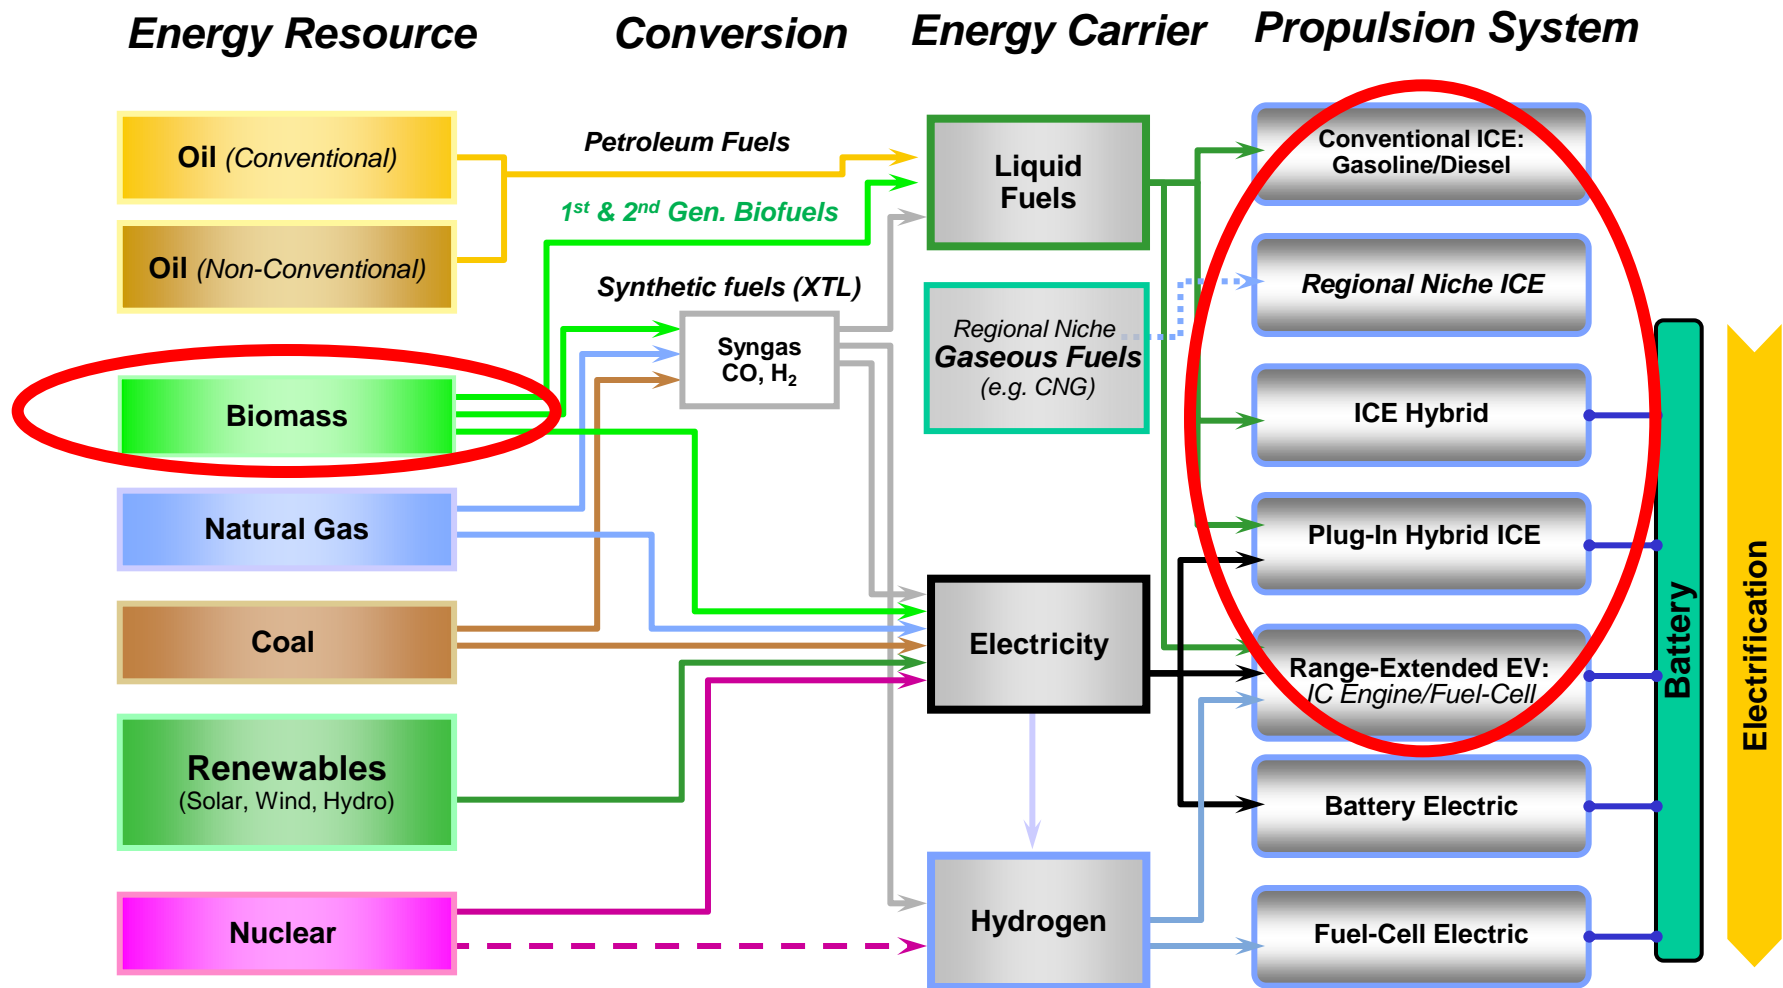 Energy Resource
Conversion
Energy Carrier
Propulsion System
Oil (Conventional)
Oil (Non-Conventional)
Biomass
Natural Gas
Coal
Renewables
(Solar, Wind, Hydro)
Nuclear
Petroleum Fuels
1st & 2nd Gen. Biofuels
Synthetic fuels (XTL)
Syngas
CO, H2
Liquid
Fuels
Regional Niche
Gaseous Fuels
(e.g. CNG)
Electricity
Hydrogen
Conventional ICE:
Gasoline/Diesel
Regional Niche ICE
ICE Hybrid
Plug-In Hybrid ICE
Range-Extended EV:
IC Engine/Fuel-Cell
Battery Electric
Fuel-Cell Electric
Battery
Electrification